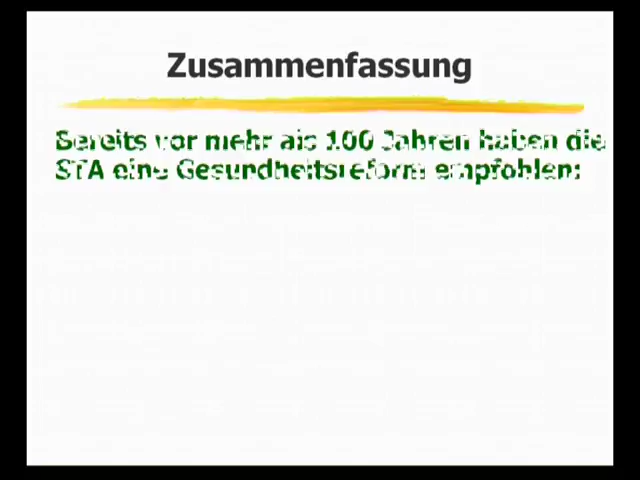 Zusammenfassung
Bereits vor mehr als 100 Jahren haben die
STA eine Gesundheitsreform empfohlen: